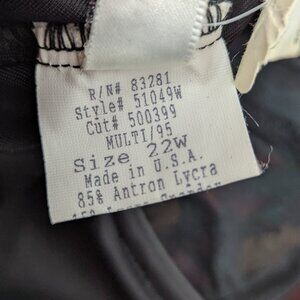 R/N# 83281
Style# 51049W
Cut# 500399
MULTI/95
Size 22W
Made in U.S.A.
85% Antron Lycra